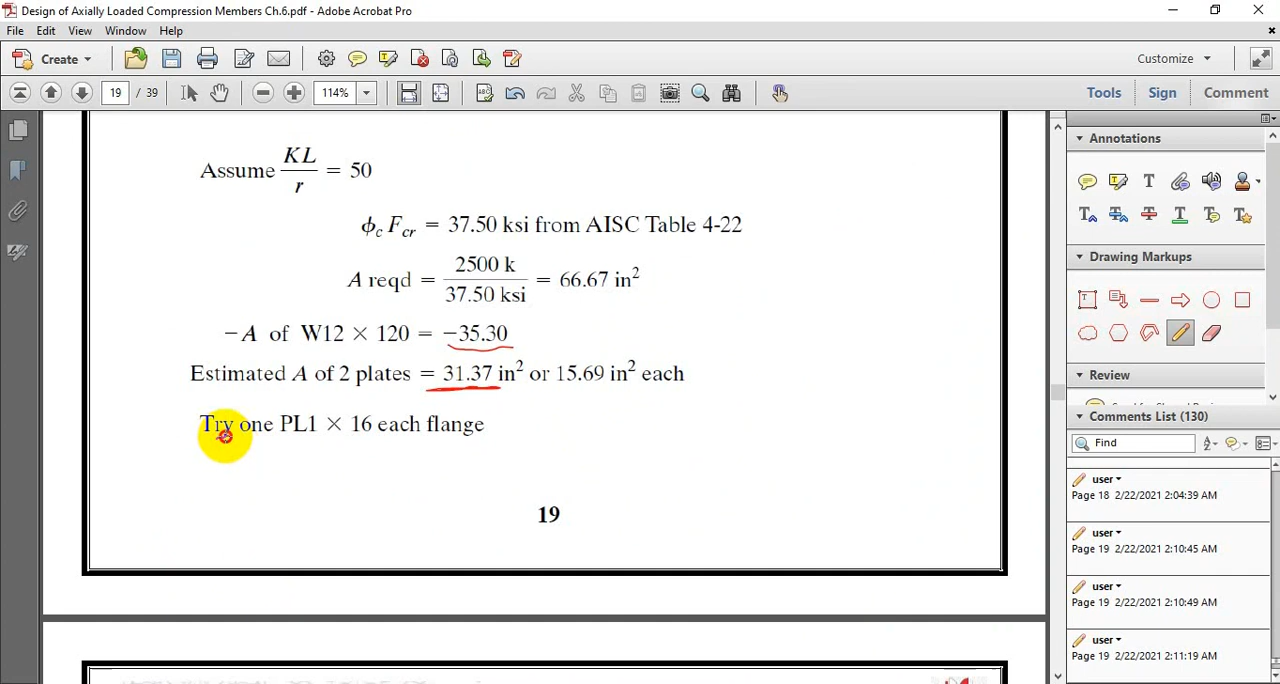 Design of Axially Loaded Compression Members Ch.6.pdf - Adobe Acrobat Pro
File Edit View Window Help
Create
Customize
19 / 39
114%
Tools Sign Comment
Assume KL/r = 50
ϕc Fcr = 37.50 ksi from AISC Table 4-22
A reqd = 2500 k / 37.50 ksi = 66.67 in²
−A of W12 × 120 = −35.30
Estimated A of 2 plates = 31.37 in² or 15.69 in² each
Try one PL1 × 16 each flange
19
Annotations
Drawing Markups
Review
Comments List (130)
Find
user
Page 18 2/22/2021 2:04:39 AM
user
Page 19 2/22/2021 2:10:45 AM
user
Page 19 2/22/2021 2:10:49 AM
user
Page 19 2/22/2021 2:11:19 AM